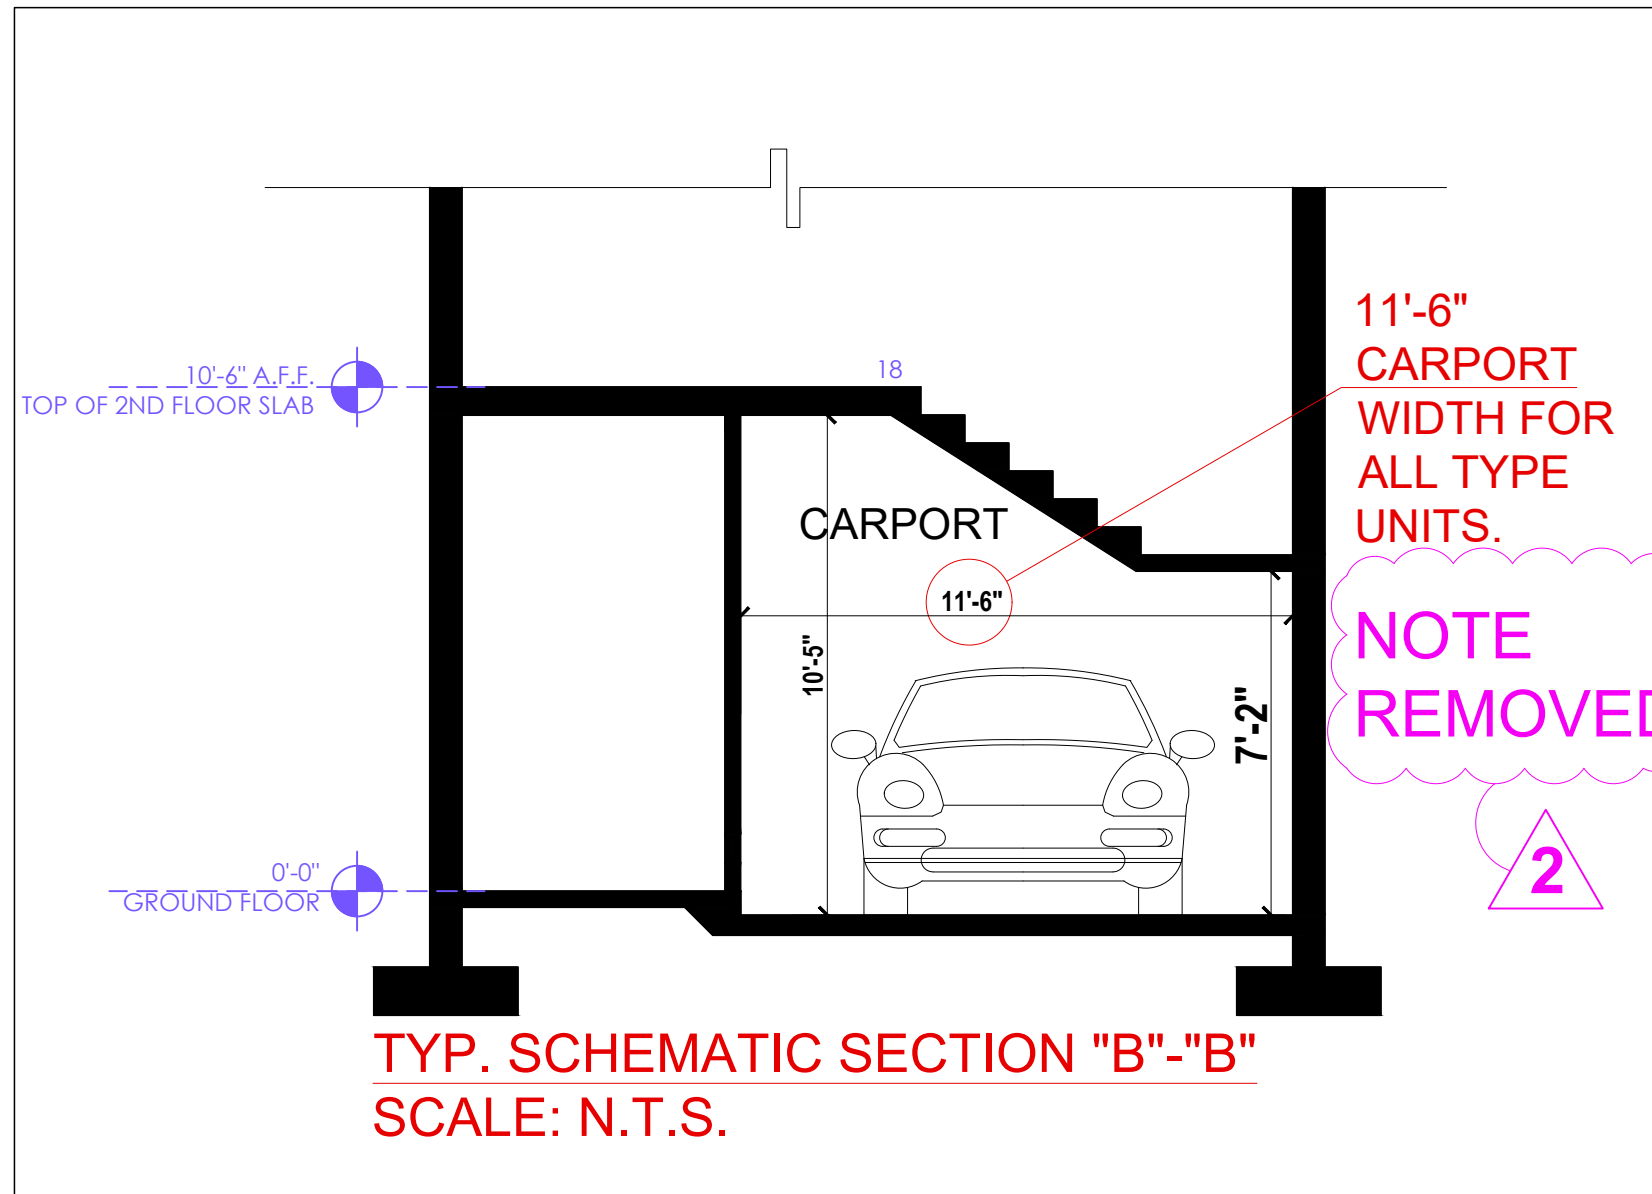 10'-6" A.F.F.
TOP OF 2ND FLOOR SLAB
18
11'-6"
CARPORT
WIDTH FOR
ALL TYPE
UNITS.
CARPORT
11'-6"
10'-5"
7'-2"
NOTE
REMOVED
2
0'-0"
GROUND FLOOR
TYP. SCHEMATIC SECTION "B"-"B"
SCALE: N.T.S.